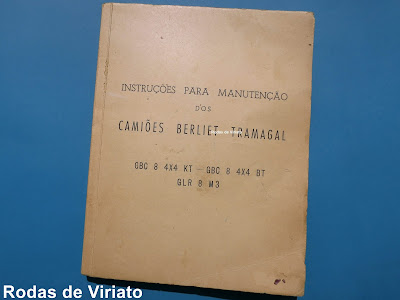 INSTRUÇÕES PARA MANUTENÇÃO
DOS
CAMIÕES BERLIET TRAMAGAL
GBC 8 4X4 KT - GBC 8 4X4 BT
GLR 8 M3
Rodas de Viriato